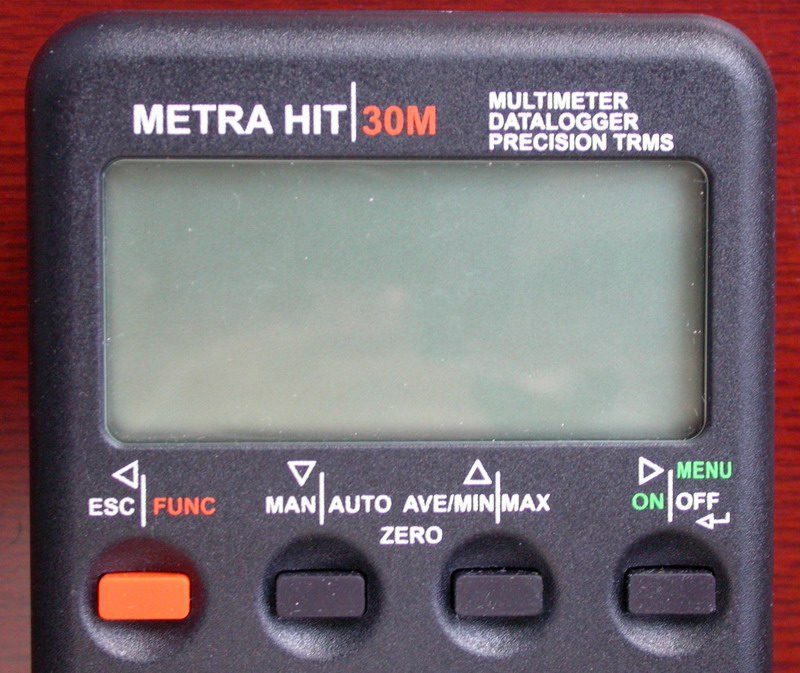 METRA HIT|30M
MULTIMETER
DATALOGGER
PRECISION TRMS
MENU
ESC|FUNC
MAN|AUTO
AVE/MIN|MAX
ON|OFF
ZERO